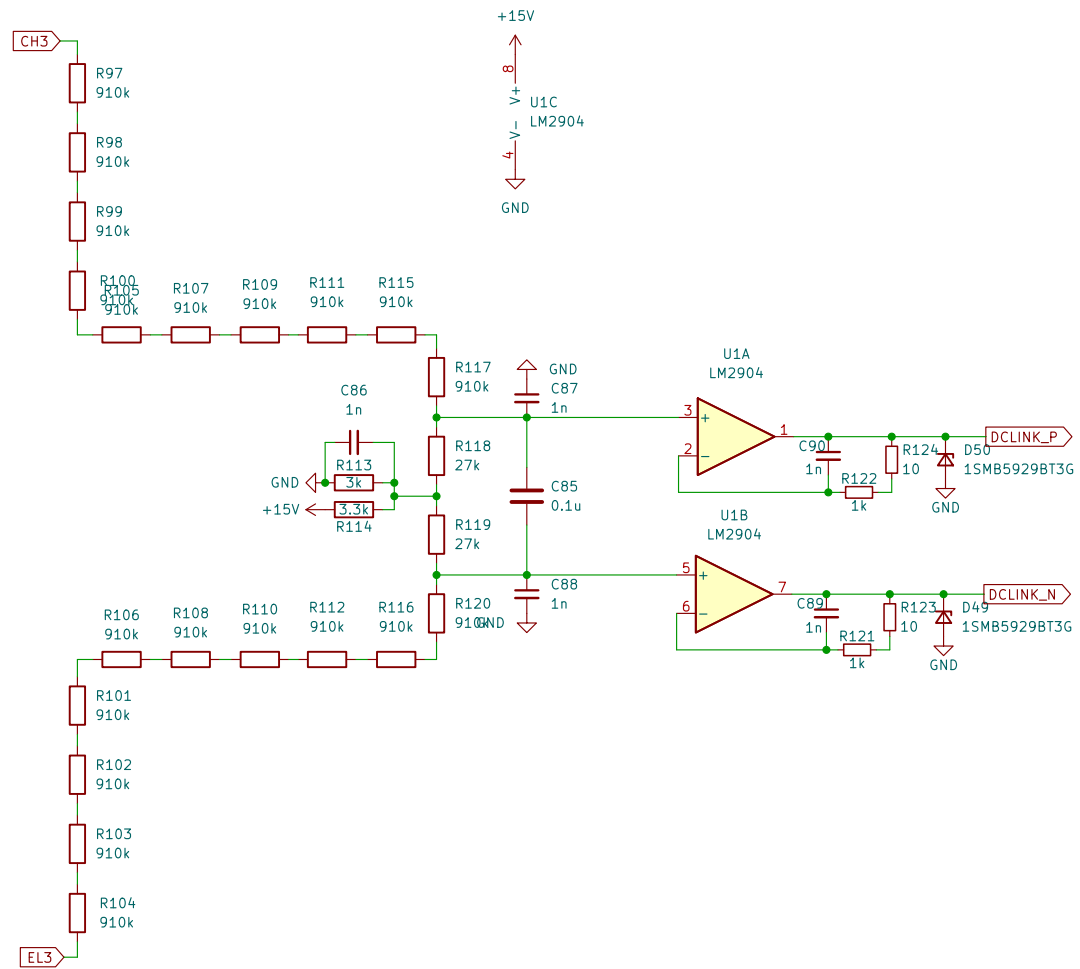 +15V
CH3
8
R97
910k
V+
U1C
LM2904
V-
R98
910k
4
GND
R99
910k
R100
910k
R105
910k
R107
910k
R109
910k
R111
910k
R115
910k
R117
910k
GND
C87
1n
U1A
LM2904
C86
1n
3
+
1
2
−
C90
1n
R124
10
D50
1SMB5929BT3G
DCLINK_P
R118
27k
GND
R113
3k
+15V
3.3k
R114
C85
0.1u
R122
1k
GND
R119
27k
U1B
LM2904
5
+
7
6
−
C88
1n
GND
R120
910k
C89
1n
R123
10
D49
1SMB5929BT3G
DCLINK_N
R121
1k
GND
R106
910k
R108
910k
R110
910k
R112
910k
R116
910k
R101
910k
R102
910k
R103
910k
R104
910k
EL3